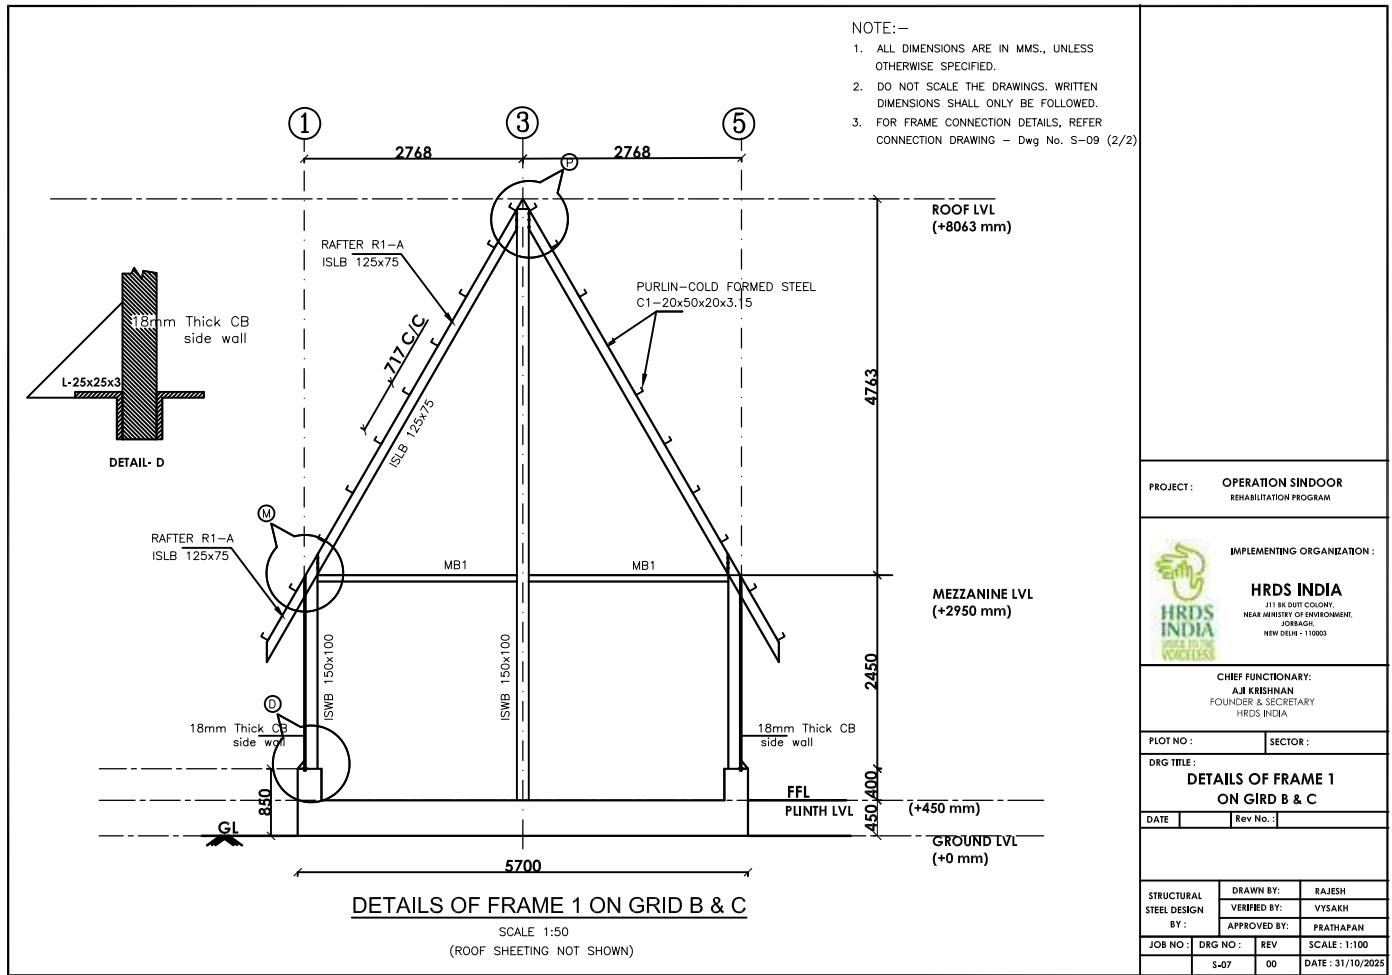 NOTE:-
1. ALL DIMENSIONS ARE IN MMS., UNLESS
OTHERWISE SPECIFIED.
2. DO NOT SCALE THE DRAWINGS. WRITTEN
DIMENSIONS SHALL ONLY BE FOLLOWED.
3. FOR FRAME CONNECTION DETAILS, REFER
CONNECTION DRAWING – Dwg No. S-09 (2/2)
1
3
5
2768
2768
P
ROOF LVL
(+8063 mm)
RAFTER R1-A
ISLB 125x75
PURLIN-COLD FORMED STEEL
C1-20x50x20x3.15
18mm Thick CB
side wall
L-25x25x3
DETAIL- D
717 C/C
ISLB 125x75
4763
M
RAFTER R1-A
ISLB 125x75
MB1
MB1
MEZZANINE LVL
(+2950 mm)
ISWB 150x100
ISWB 150x100
2450
D
18mm Thick CB
side wall
18mm Thick CB
side wall
850
400
FFL
PLINTH LVL
(+450 mm)
450
GL
GROUND LVL
(+0 mm)
5700
DETAILS OF FRAME 1 ON GRID B & C
SCALE 1:50
(ROOF SHEETING NOT SHOWN)
PROJECT : OPERATION SINDOOR
REHABILITATION PROGRAM
IMPLEMENTING ORGANIZATION :
HRDS INDIA
J11 BK DUTT COLONY,
NEAR MINISTRY OF ENVIRONMENT,
JORBAGH,
NEW DELHI - 110003
HRDS
INDIA
VOICE TO THE
VOICELESS
CHIEF FUNCTIONARY:
AJI KRISHNAN
FOUNDER & SECRETARY
HRDS INDIA
PLOT NO : SECTOR :
DRG TITLE :
DETAILS OF FRAME 1
ON GIRD B & C
DATE Rev No. :
STRUCTURAL
STEEL DESIGN
BY :
DRAWN BY: RAJESH
VERIFIED BY: VYSAKH
APPROVED BY: PRATHAPAN
JOB NO : DRG NO : REV SCALE : 1:100
S-07 00 DATE : 31/10/2025